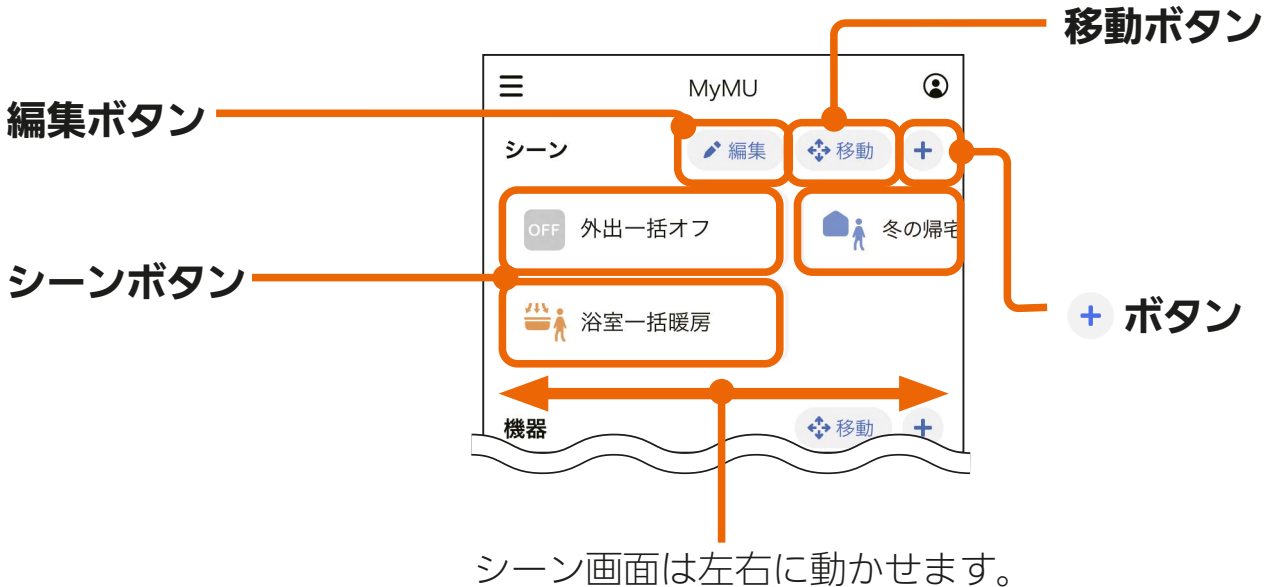 移動ボタン
MyMU
編集ボタン
シーン 編集 移動 +
OFF 外出一括オフ 冬の帰宅
シーンボタン
浴室一括暖房
+ ボタン
機器 移動 +
シーン画面は左右に動かせます。